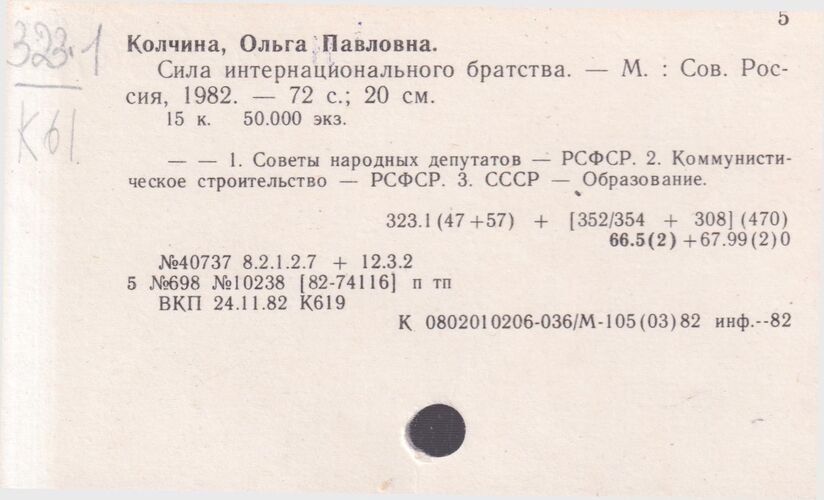 5
323.1
К61
Колчина, Ольга Павловна.
Сила интернационального братства. — М. : Сов. Рос-
сия, 1982. — 72 с.; 20 см.
15 к. 50.000 экз.
— — 1. Советы народных депутатов — РСФСР. 2. Коммунисти-
ческое строительство — РСФСР. 3. СССР — Образование.
323.1(47+57) + [352/354 + 308](470)
66.5(2)+67.99(2)0
№40737 8.2.1.2.7 + 12.3.2
5 №698 №10238 [82-74116] п тп
ВКП 24.11.82 К619
К 0802010206-036/М-105(03)82 инф.--82